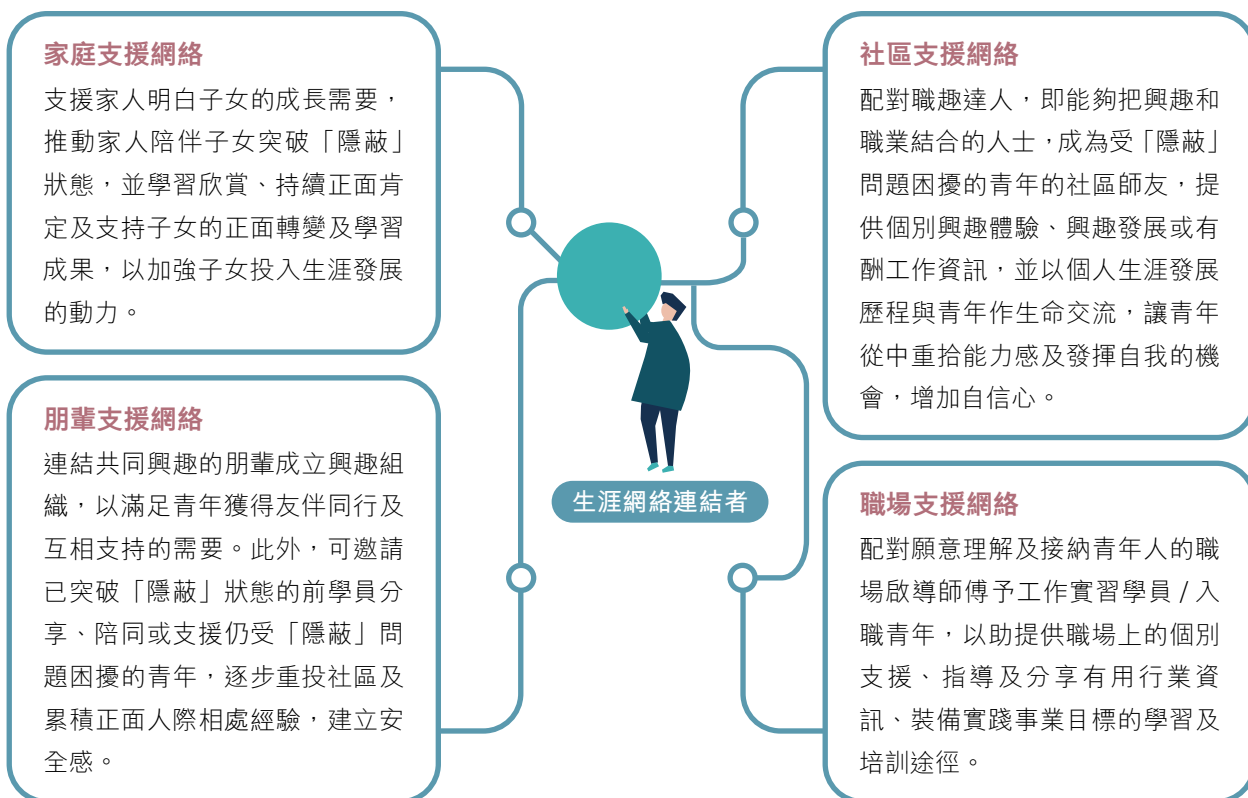 家庭支援網絡
支援家人明白子女的成長需要，
推動家人陪伴子女突破「隱蔽」
狀態，並學習欣賞、持續正面肯
定及支持子女的正面轉變及學習
成果，以加強子女投入生涯發展
的動力。
朋輩支援網絡
連結共同興趣的朋輩成立興趣組
織，以滿足青年獲得友伴同行及
互相支持的需要。此外，可邀請
已突破「隱蔽」狀態的前學員分
享、陪同或支援仍受「隱蔽」問
題困擾的青年，逐步重投社區及
累積正面人際相處經驗，建立安
全感。
生涯網絡連結者
社區支援網絡
配對職趣達人，即能夠把興趣和
職業結合的人士，成為受「隱蔽」
問題困擾的青年的社區師友，提
供個別興趣體驗、興趣發展或有
酬工作資訊，並以個人生涯發展
歷程與青年作生命交流，讓青年
從中重拾能力感及發揮自我的機
會，增加自信心。
職場支援網絡
配對願意理解及接納青年人的職
場啟導師傅予工作實習學員 / 入
職青年，以助提供職場上的個別
支援、指導及分享有用行業資
訊、裝備實踐事業目標的學習及
培訓途徑。